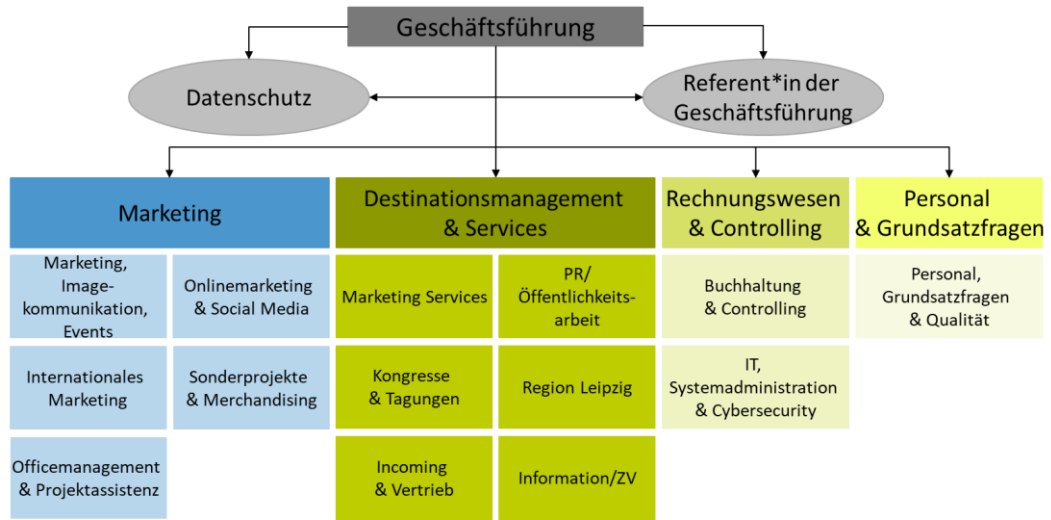 Geschäftsführung
Datenschutz
Referent*in der
Geschäftsführung
Marketing
Destinationsmanagement
& Services
Rechnungswesen
& Controlling
Personal
& Grundsatzfragen
Marketing,
Image-
kommunikation,
Events
Onlinemarketing
& Social Media
Internationales
Marketing
Sonderprojekte
& Merchandising
Officemanagement
& Projektassistenz
Marketing Services
PR/
Öffentlichkeits-
arbeit
Kongresse
& Tagungen
Region Leipzig
Incoming
& Vertrieb
Information/ZV
Buchhaltung
& Controlling
IT,
Systemadministration
& Cybersecurity
Personal,
Grundsatzfragen
& Qualität